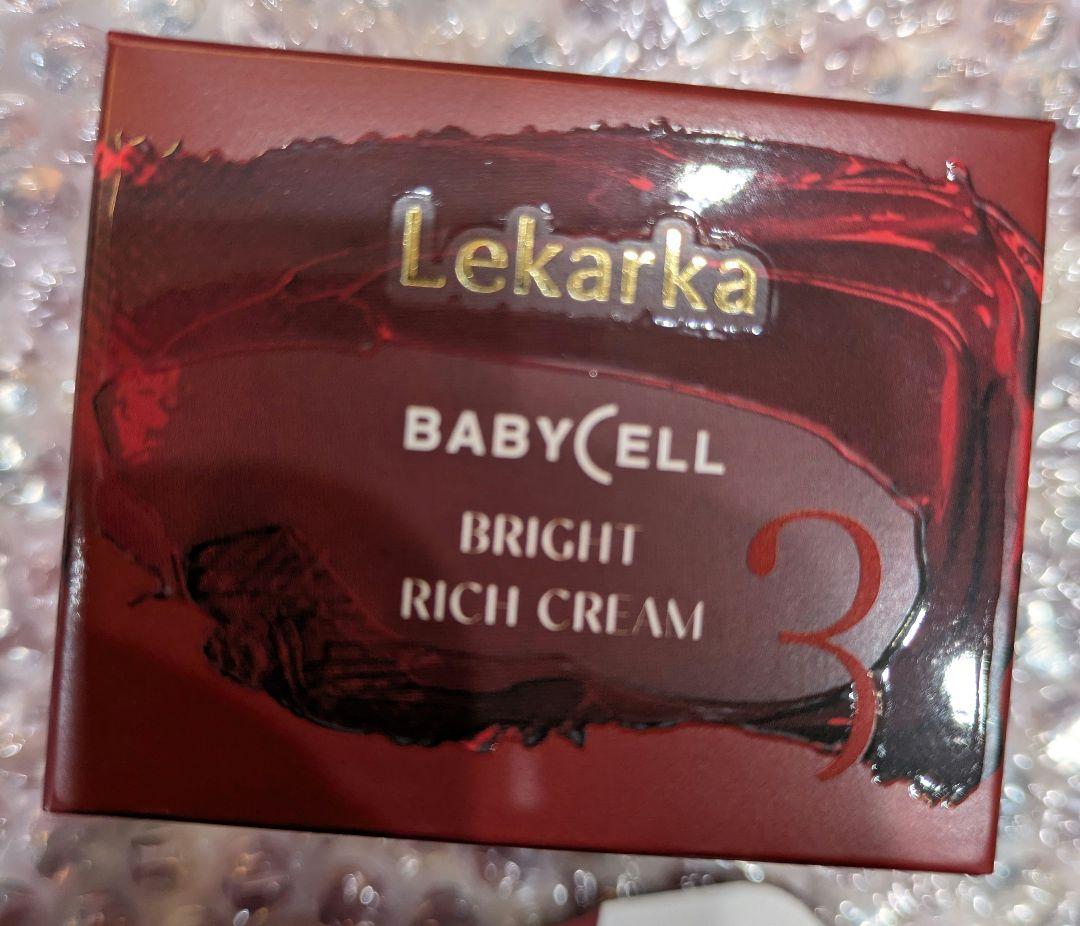 Lekarka
BABYCELL
BRIGHT
RICH CREAM
3